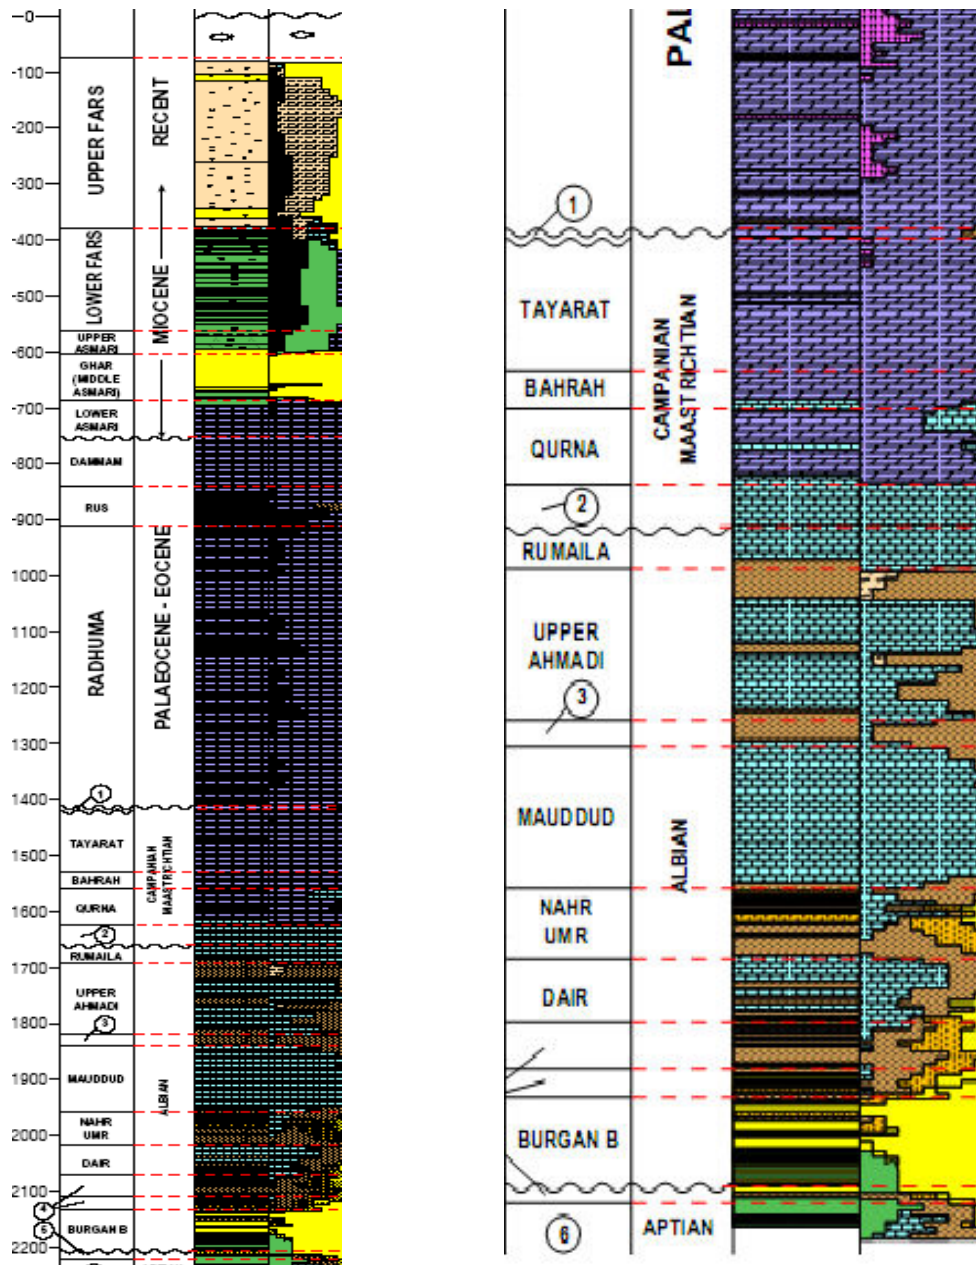 0
-100
-200
-300
-400
-500
-600
-700
-800
-900
1000
1100
1200
1300
1400
1500
1600
1700
1800
1900
2000
2100
2200
UPPER FARS
LOWER FARS
UPPER
ASMARI
GHAR
(MIDDLE
ASMARI)
LOWER
ASMARI
DAMMAM
RUS
RADHUMA
1
TAYARAT
BAHRAH
QURNA
2
RUMAILA
UPPER
AHMADI
3
MAUDDUD
NAHR
UMR
DAIR
4
5
BURGAN B
RECENT
MIOCENE
PALAEOCENE - EOCENE
CAMPANIAN
MAASTRICHTIAN
ALBIAN
PAL
1
TAYARAT
BAHRAH
QURNA
2
RUMAILA
UPPER
AHMADI
3
MAUDDUD
NAHR
UMR
DAIR
BURGAN B
6
CAMPANIAN
MAASTRICHTIAN
ALBIAN
APTIAN